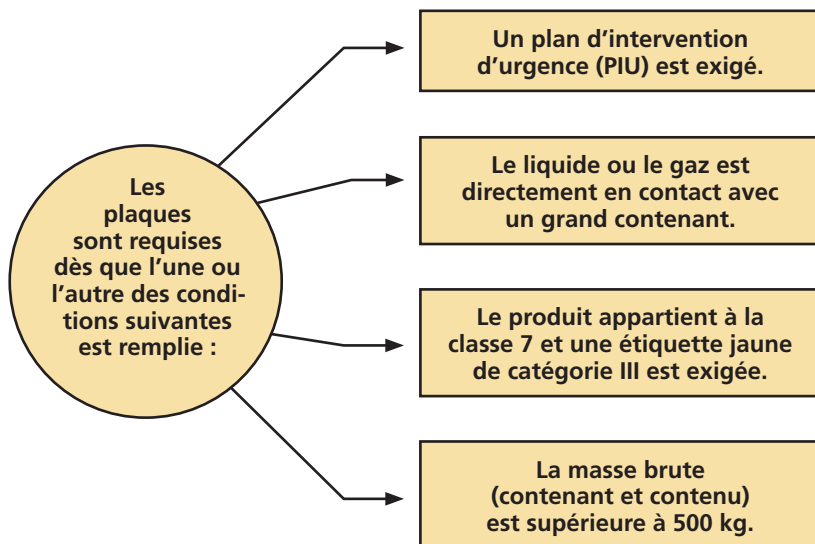 Les
plaques
sont requises
dès que l’une ou
l’autre des condi-
tions suivantes
est remplie :
Un plan d’intervention
d’urgence (PIU) est exigé.
Le liquide ou le gaz est
directement en contact avec
un grand contenant.
Le produit appartient à la
classe 7 et une étiquette jaune
de catégorie III est exigée.
La masse brute
(contenant et contenu)
est supérieure à 500 kg.